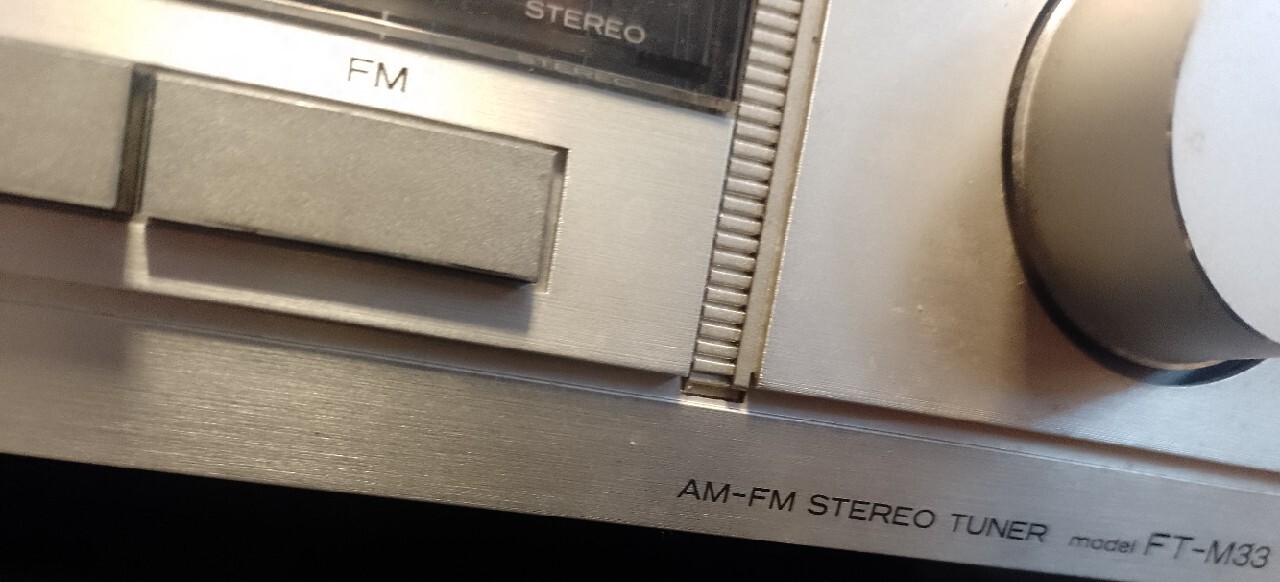 STEREO
FM
AM-FM STEREO TUNER model FT-M33